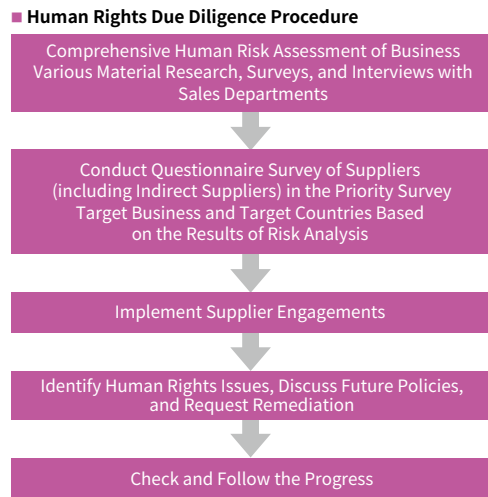 Human Rights Due Diligence Procedure
Comprehensive Human Risk Assessment of Business
Various Material Research, Surveys, and Interviews with
Sales Departments
Conduct Questionnaire Survey of Suppliers
(including Indirect Suppliers) in the Priority Survey
Target Business and Target Countries Based
on the Results of Risk Analysis
Implement Supplier Engagements
Identify Human Rights Issues, Discuss Future Policies,
and Request Remediation
Check and Follow the Progress